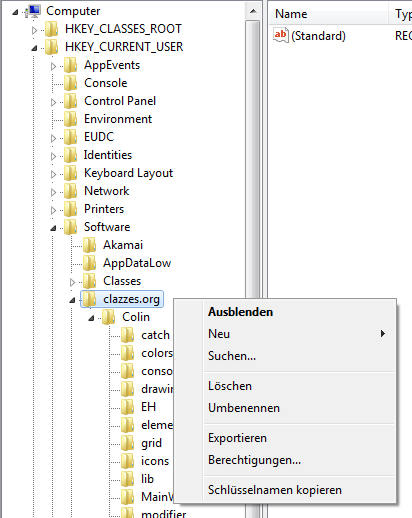 Computer
HKEY_CLASSES_ROOT
HKEY_CURRENT_USER
AppEvents
Console
Control Panel
Environment
EUDC
Identities
Keyboard Layout
Network
Printers
Software
Akamai
AppDataLow
Classes
clazzes.org
Colin
catch
colors
conso
drawin
EH
eleme
grid
icons
lib
MainW
modifier
Name
Typ
ab
(Standard)
REG
Ausblenden
Neu
Suchen...
Löschen
Umbenennen
Exportieren
Berechtigungen...
Schlüsselnamen kopieren